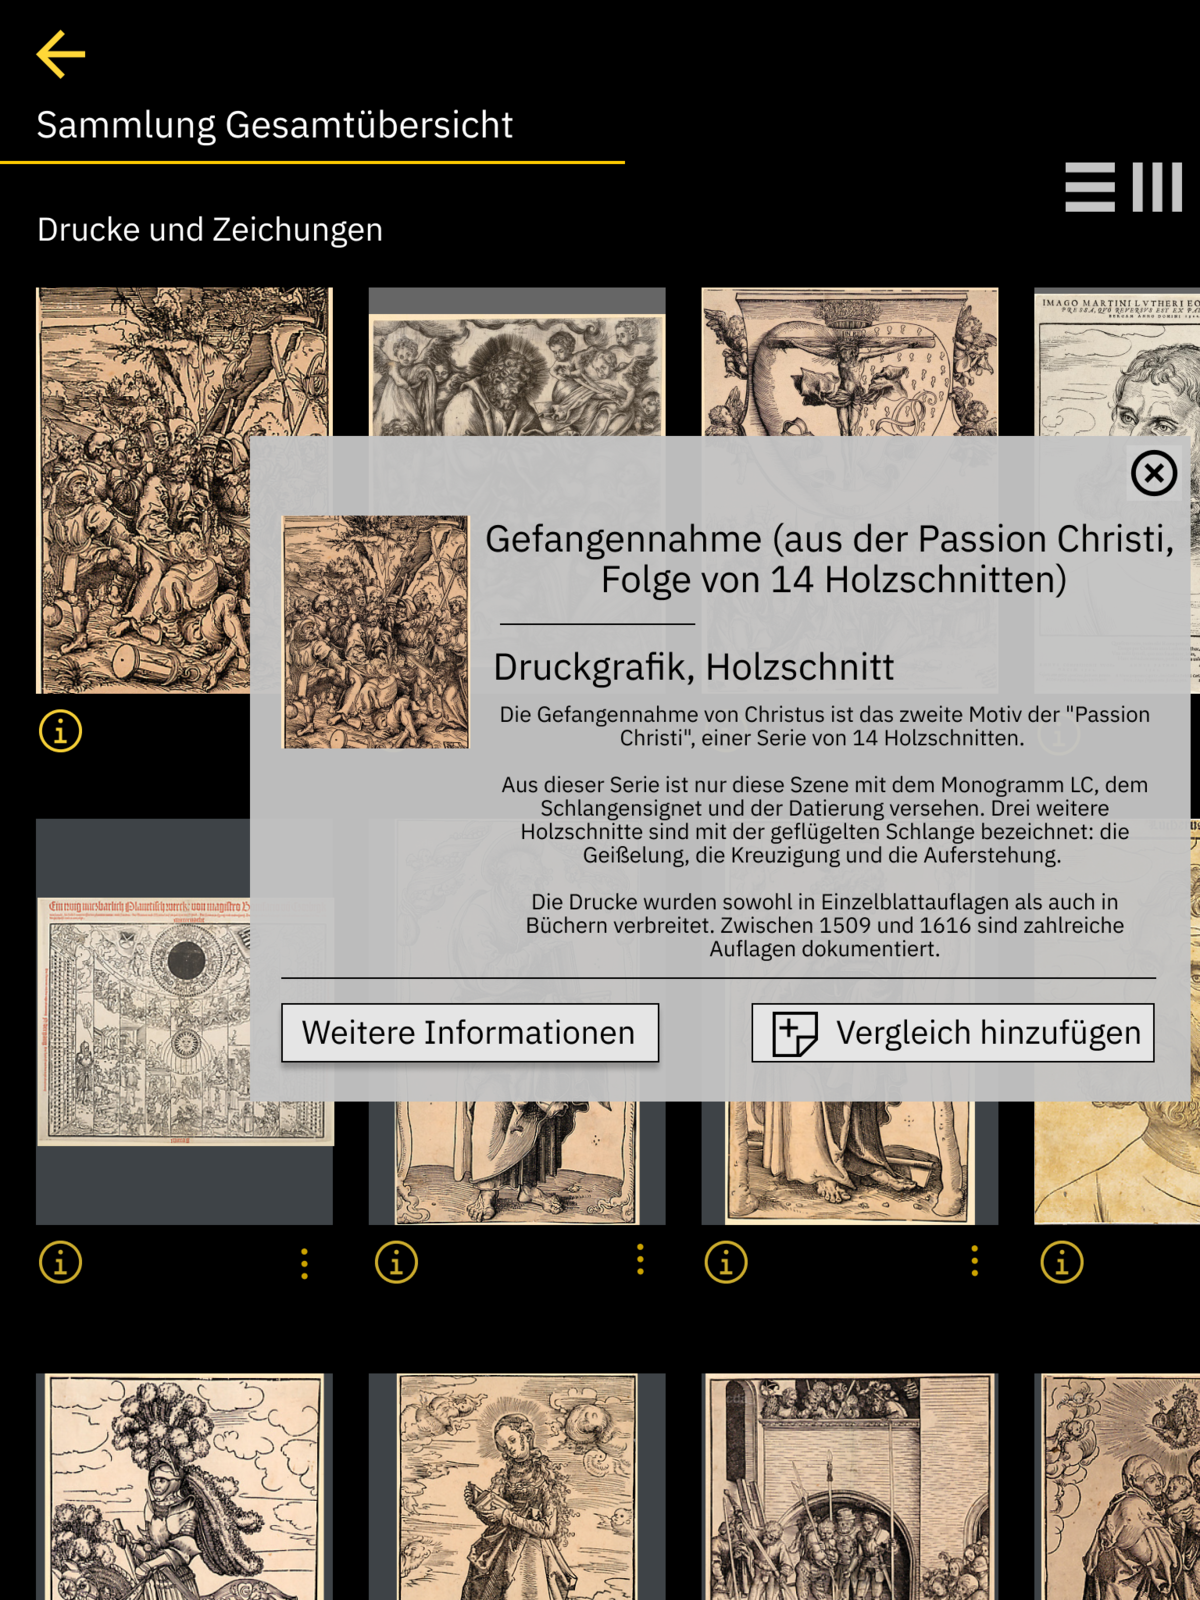 Sammlung Gesamtübersicht
Drucke und Zeichungen
IMAGO MARTINI LVTHERI EO
Gefangennahme (aus der Passion Christi,
Folge von 14 Holzschnitten)
Druckgrafik, Holzschnitt
Die Gefangennahme von Christus ist das zweite Motiv der "Passion
Christi", einer Serie von 14 Holzschnitten.
Aus dieser Serie ist nur diese Szene mit dem Monogramm LC, dem
Schlangensignet und der Datierung versehen. Drei weitere
Holzschnitte sind mit der geflügelten Schlange bezeichnet: die
Geißelung, die Kreuzigung und die Auferstehung.
Die Drucke wurden sowohl in Einzelblattauflagen als auch in
Büchern verbreitet. Zwischen 1509 und 1616 sind zahlreiche
Auflagen dokumentiert.
Weitere Informationen
Vergleich hinzufügen